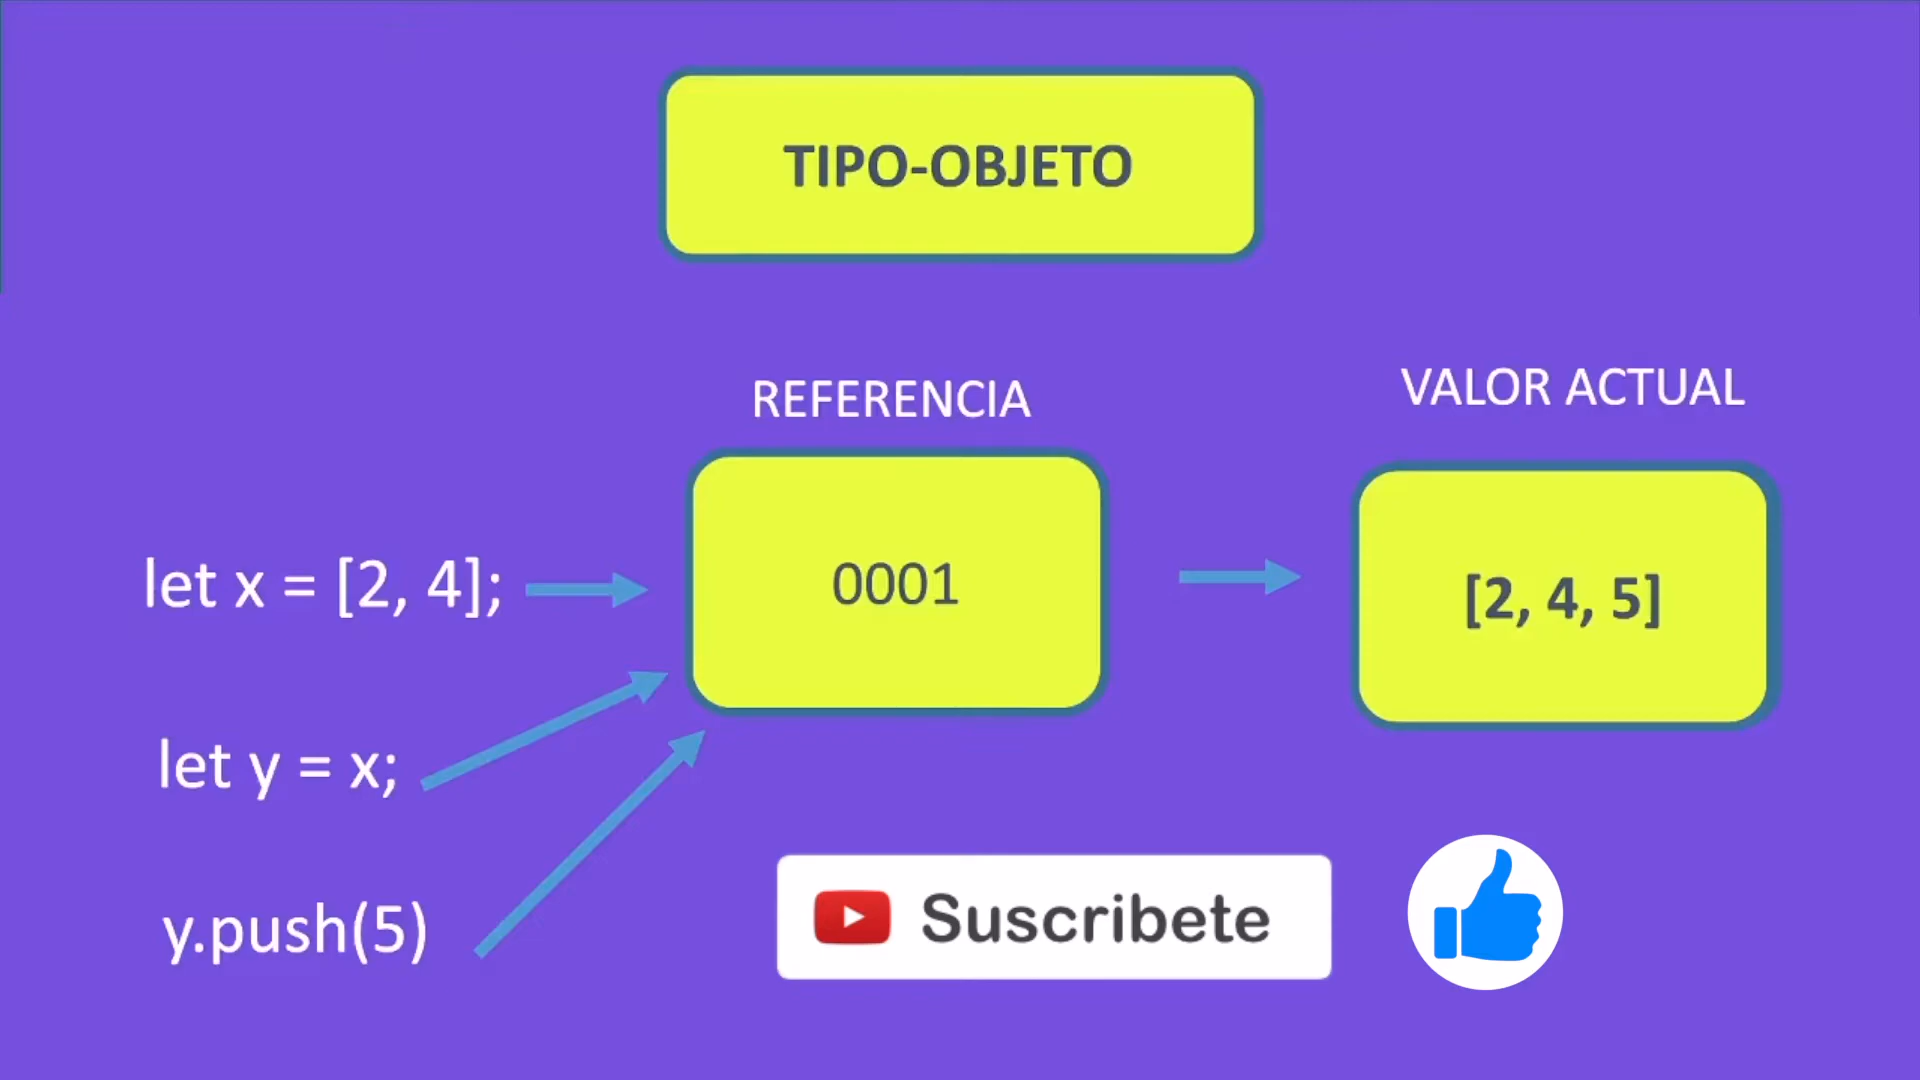 TIPO-OBJETO
REFERENCIA
VALOR ACTUAL
let x = [2, 4];
0001
[2, 4, 5]
let y = x;
y.push(5)
Suscribete